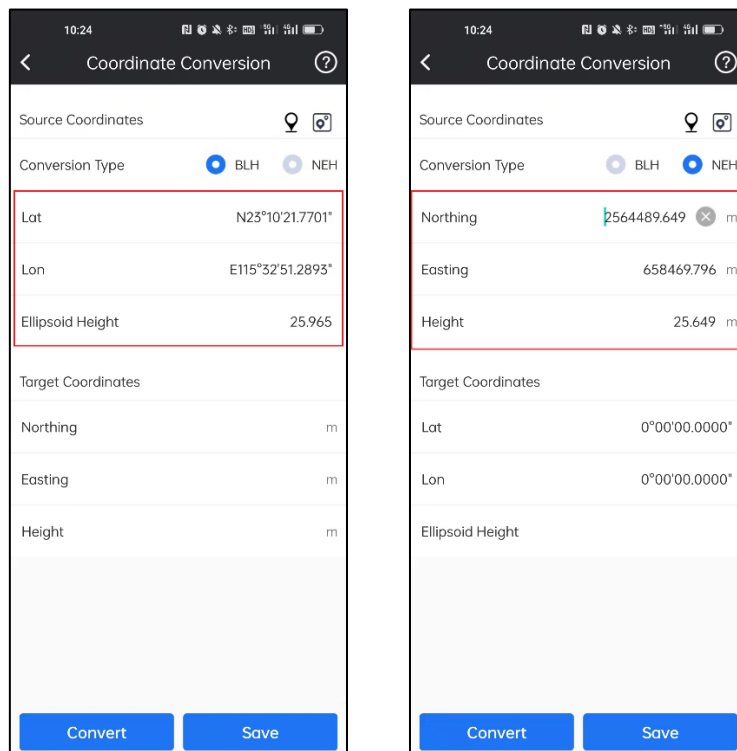 10:24
Coordinate Conversion
Source Coordinates
Conversion Type BLH NEH
Lat N23°10'21.7701"
Lon E115°32'51.2893"
Ellipsoid Height 25.965
Target Coordinates
Northing m
Easting m
Height m
Convert Save
10:24
Coordinate Conversion
Source Coordinates
Conversion Type BLH NEH
Northing 2564489.649 m
Easting 658469.796 m
Height 25.649 m
Target Coordinates
Lat 0°00'00.0000"
Lon 0°00'00.0000"
Ellipsoid Height
Convert Save